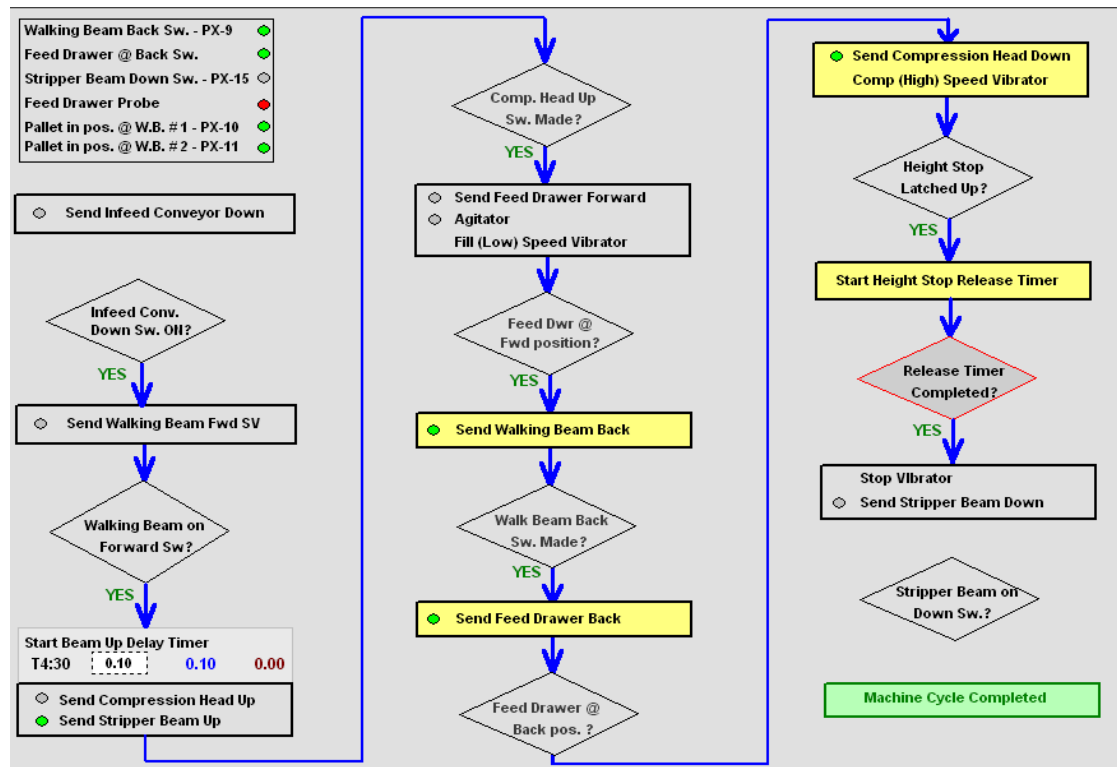 Walking Beam Back Sw. - PX-9
Feed Drawer @ Back Sw.
Stripper Beam Down Sw. - PX-15
Feed Drawer Probe
Pallet in pos. @ W.B. # 1 - PX-10
Pallet in pos. @ W.B. # 2 - PX-11
Send Infeed Conveyor Down
Infeed Conv.
Down Sw. ON?
YES
Send Walking Beam Fwd SV
Walking Beam on
Forward Sw?
YES
Start Beam Up Delay Timer
T4:30 0.10 0.10 0.00
Send Compression Head Up
Send Stripper Beam Up
Comp. Head Up
Sw. Made?
YES
Send Feed Drawer Forward
Agitator
Fill (Low) Speed Vibrator
Feed Dwr @
Fwd position?
YES
Send Walking Beam Back
Walk Beam Back
Sw. Made?
YES
Send Feed Drawer Back
Feed Drawer @
Back pos. ?
Send Compression Head Down
Comp (High) Speed Vibrator
Height Stop
Latched Up?
YES
Start Height Stop Release Timer
Release Timer
Completed?
YES
Stop VIbrator
Send Stripper Beam Down
Stripper Beam on
Down Sw.?
Machine Cycle Completed